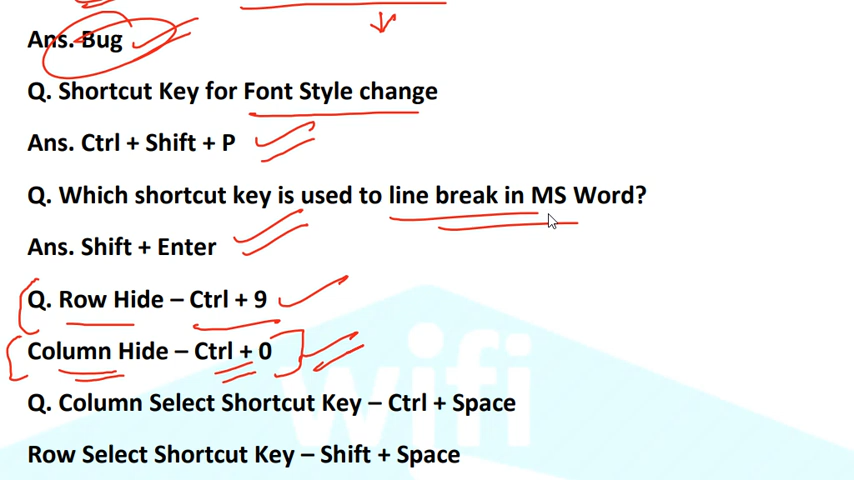 Ans. Bug
Q. Shortcut Key for Font Style change
Ans. Ctrl + Shift + P
Q. Which shortcut key is used to line break in MS Word?
Ans. Shift + Enter
Q. Row Hide – Ctrl + 9
Column Hide – Ctrl + 0
Q. Column Select Shortcut Key – Ctrl + Space
Row Select Shortcut Key – Shift + Space
wifi